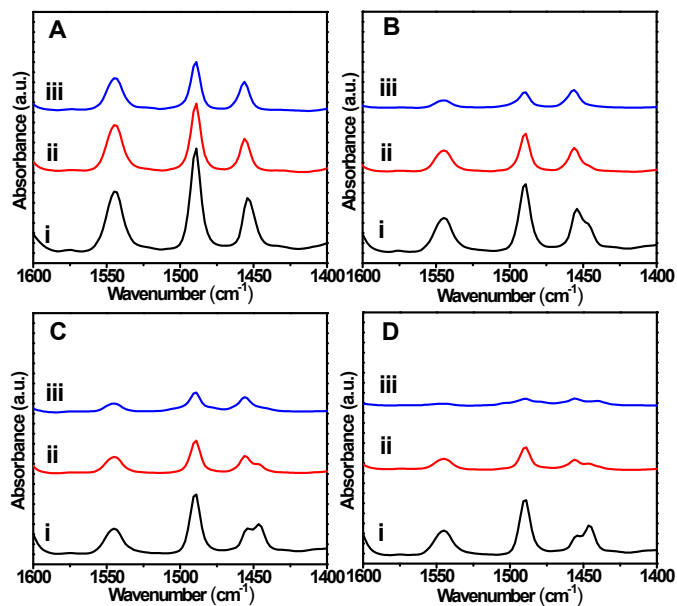 A
iii
ii
i
Absorbance (a.u.)
1600 1550 1500 1450 1400
Wavenumber (cm⁻¹)
B
iii
ii
i
Absorbance (a.u.)
1600 1550 1500 1450 1400
Wavenumber (cm⁻¹)
C
iii
ii
i
Absorbance (a.u.)
1600 1550 1500 1450 1400
Wavenumber (cm⁻¹)
D
iii
ii
i
Absorbance (a.u.)
1600 1550 1500 1450 1400
Wavenumber (cm⁻¹)